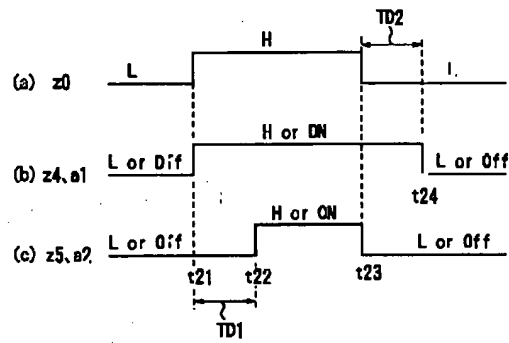 TD2
H
(a) z0
L
L
H or ON
(b) z4、a1
L or Off
L or Off
t24
H or ON
(c) z5、a2
L or Off
L or Off
t21
t22
t23
TD1